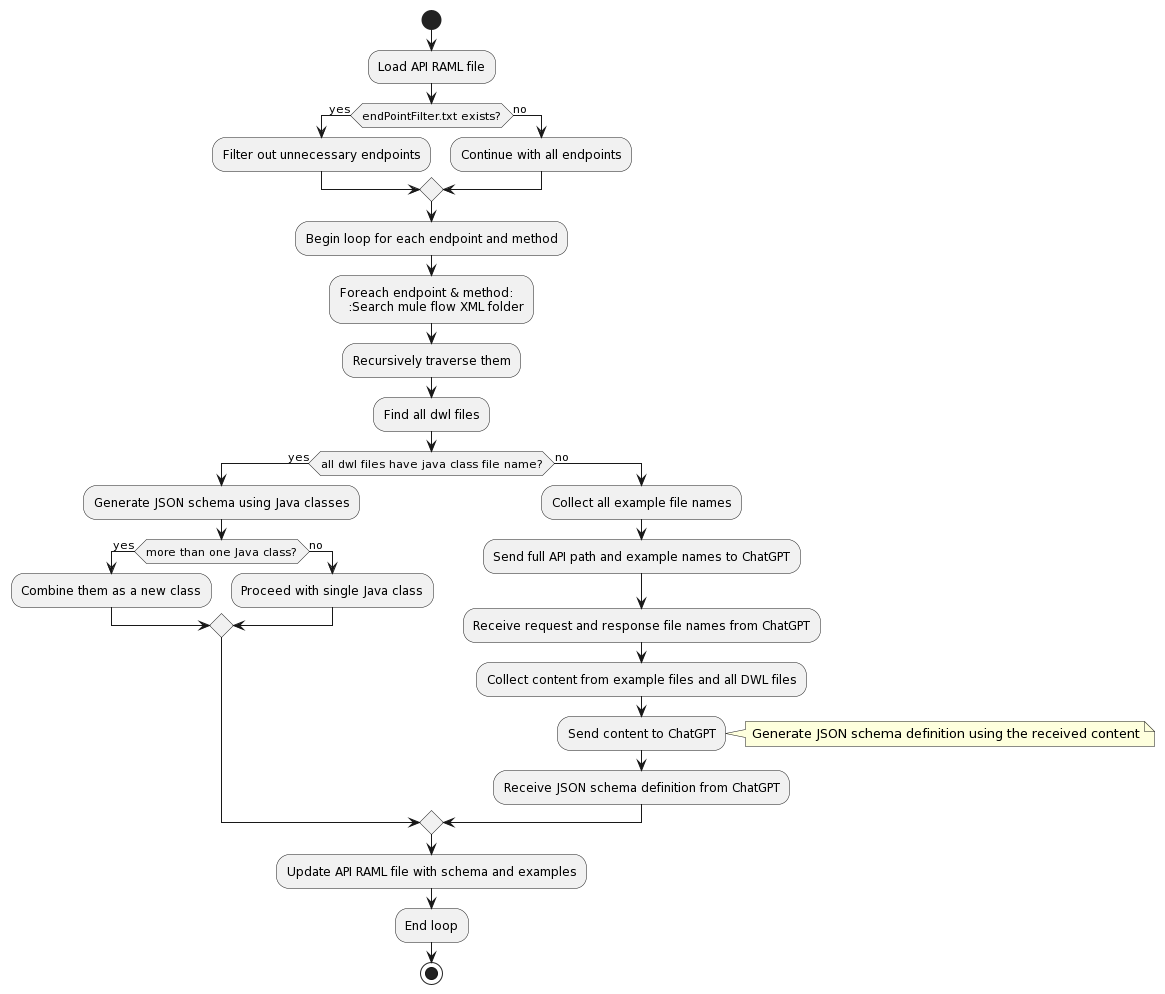 Load API RAML file
yes
endPointFilter.txt exists?
no
Filter out unnecessary endpoints
Continue with all endpoints
Begin loop for each endpoint and method
Foreach endpoint & method:
:Search mule flow XML folder
Recursively traverse them
Find all dwl files
yes
all dwl files have java class file name?
no
Generate JSON schema using Java classes
yes
more than one Java class?
no
Combine them as a new class
Proceed with single Java class
Collect all example file names
Send full API path and example names to ChatGPT
Receive request and response file names from ChatGPT
Collect content from example files and all DWL files
Send content to ChatGPT
Generate JSON schema definition using the received content
Receive JSON schema definition from ChatGPT
Update API RAML file with schema and examples
End loop